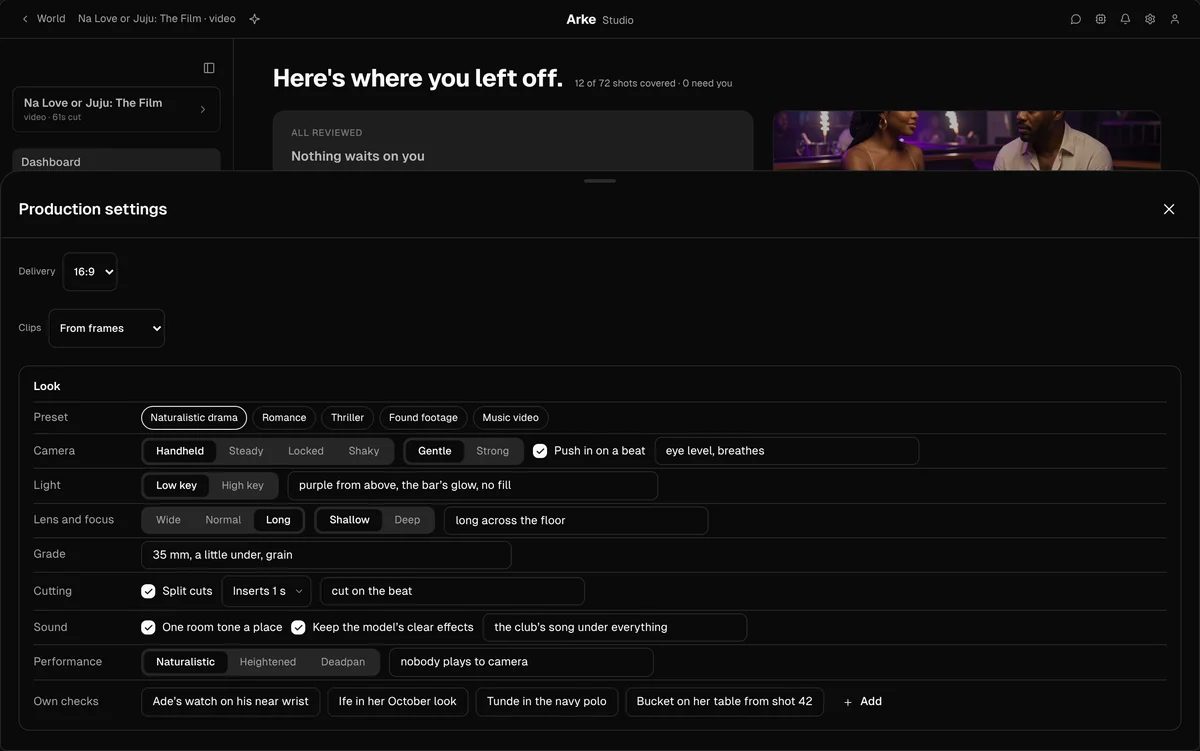 World Na Love or Juju: The Film · video
Arke Studio
Na Love or Juju: The Film
video · 61s cut
Dashboard
Here's where you left off. 12 of 72 shots covered · 0 need you
ALL REVIEWED
Nothing waits on you
Production settings
Delivery 16:9
Clips From frames
Look
Preset Naturalistic drama Romance Thriller Found footage Music video
Camera Handheld Steady Locked Shaky Gentle Strong Push in on a beat eye level, breathes
Light Low key High key purple from above, the bar's glow, no fill
Lens and focus Wide Normal Long Shallow Deep long across the floor
Grade 35 mm, a little under, grain
Cutting Split cuts Inserts 1 s cut on the beat
Sound One room tone a place Keep the model's clear effects the club's song under everything
Performance Naturalistic Heightened Deadpan nobody plays to camera
Own checks Ade's watch on his near wrist Ife in her October look Tunde in the navy polo Bucket on her table from shot 42 + Add